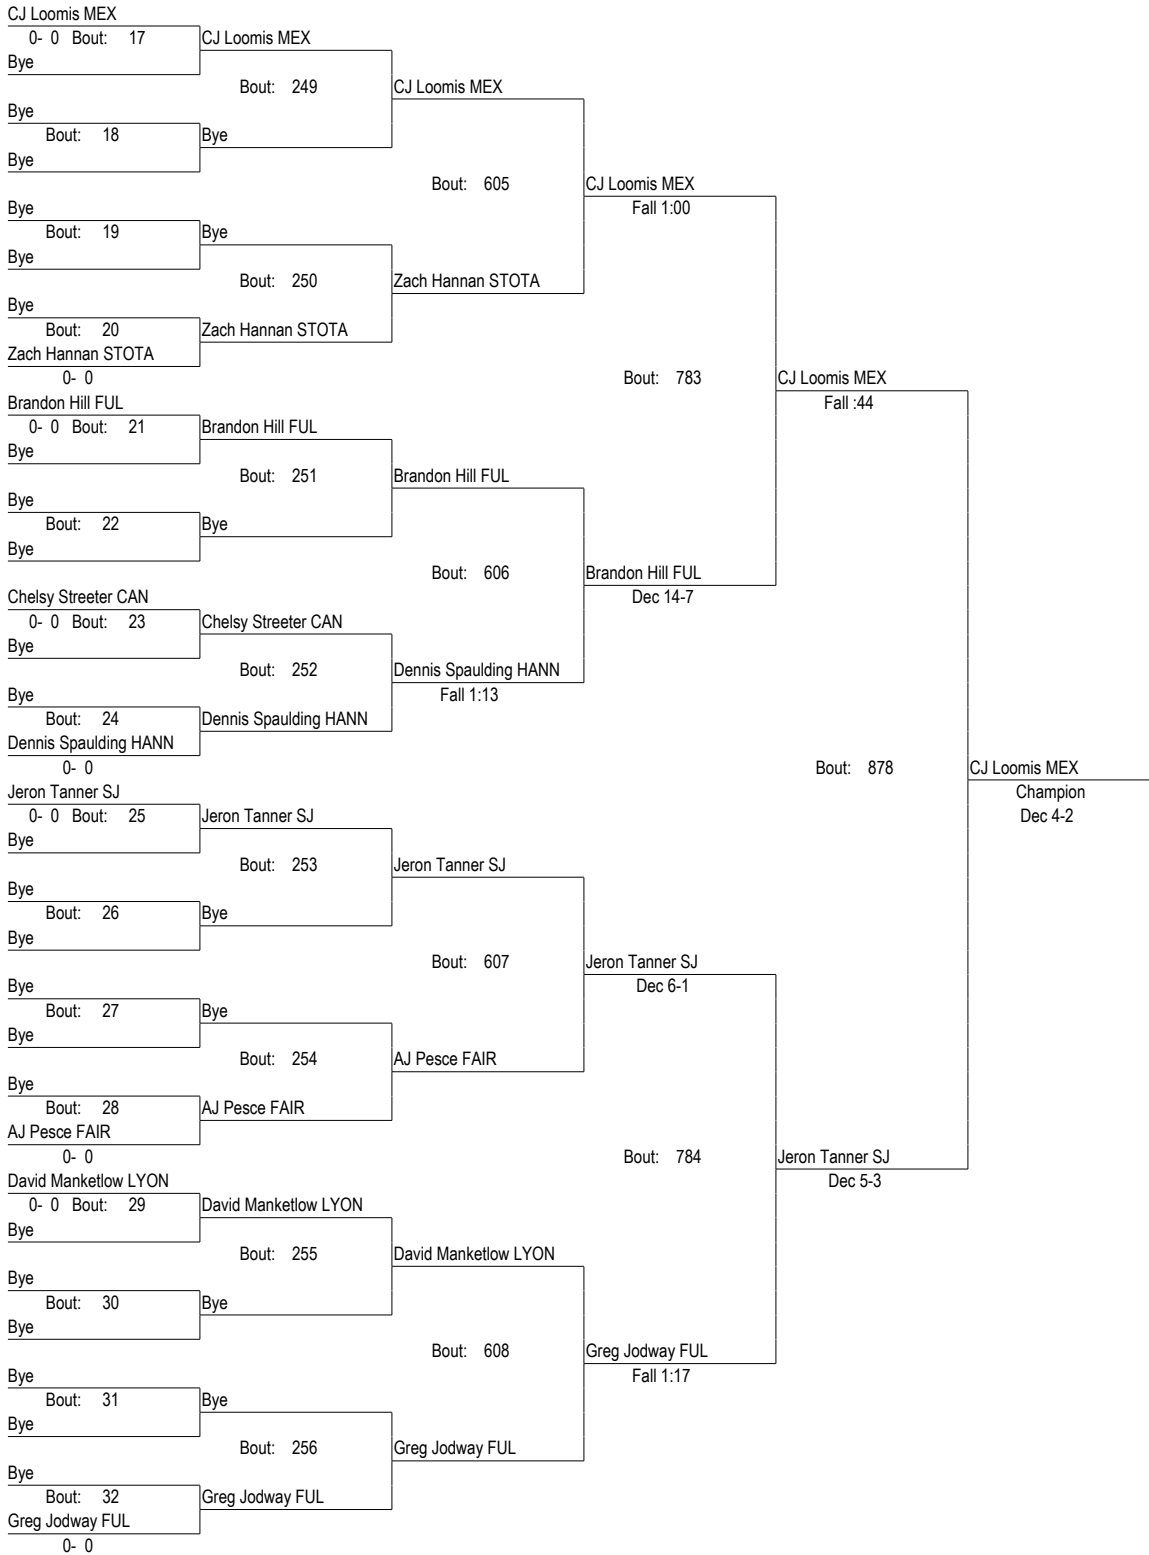 CJ Loomis MEX
0- 0 Bout: 17 CJ Loomis MEX
Bye
Bout: 249 CJ Loomis MEX
Bye
Bout: 18 Bye
Bye
Bout: 605 CJ Loomis MEX
Bye Fall 1:00
Bout: 19 Bye
Bye
Bout: 250 Zach Hannan STOTA
Bye
Bout: 20 Zach Hannan STOTA
Zach Hannan STOTA
0- 0 Bout: 783 CJ Loomis MEX
Brandon Hill FUL Fall :44
0- 0 Bout: 21 Brandon Hill FUL
Bye
Bout: 251 Brandon Hill FUL
Bye
Bout: 22 Bye
Bye
Bout: 606 Brandon Hill FUL
Chelsy Streeter CAN Dec 14-7
0- 0 Bout: 23 Chelsy Streeter CAN
Bye
Bout: 252 Dennis Spaulding HANN
Bye Fall 1:13
Bout: 24 Dennis Spaulding HANN
Dennis Spaulding HANN
0- 0 Bout: 878 CJ Loomis MEX
Jeron Tanner SJ Champion
0- 0 Bout: 25 Jeron Tanner SJ Dec 4-2
Bye
Bout: 253 Jeron Tanner SJ
Bye
Bout: 26 Bye
Bye
Bout: 607 Jeron Tanner SJ
Bye Dec 6-1
Bout: 27 Bye
Bye
Bout: 254 AJ Pesce FAIR
Bye
Bout: 28 AJ Pesce FAIR
AJ Pesce FAIR
0- 0 Bout: 784 Jeron Tanner SJ
David Manketlow LYON Dec 5-3
0- 0 Bout: 29 David Manketlow LYON
Bye
Bout: 255 David Manketlow LYON
Bye
Bout: 30 Bye
Bye
Bout: 608 Greg Jodway FUL
Bye Fall 1:17
Bout: 31 Bye
Bye
Bout: 256 Greg Jodway FUL
Bye
Bout: 32 Greg Jodway FUL
Greg Jodway FUL
0- 0